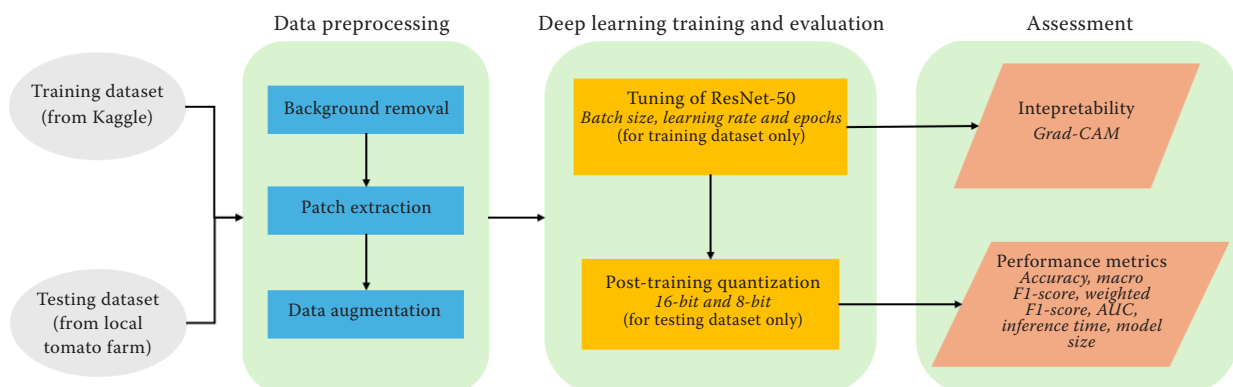 Data preprocessing
Deep learning training and evaluation
Assessment
Training dataset
(from Kaggle)
Testing dataset
(from local
tomato farm)
Background removal
Patch extraction
Data augmentation
Tuning of ResNet-50
Batch size, learning rate and epochs
(for training dataset only)
Post-training quantization
16-bit and 8-bit
(for testing dataset only)
Intepretability
Grad-CAM
Performance metrics
Accuracy, macro
F1-score, weighted
F1-score, AUC,
inference time, model
size